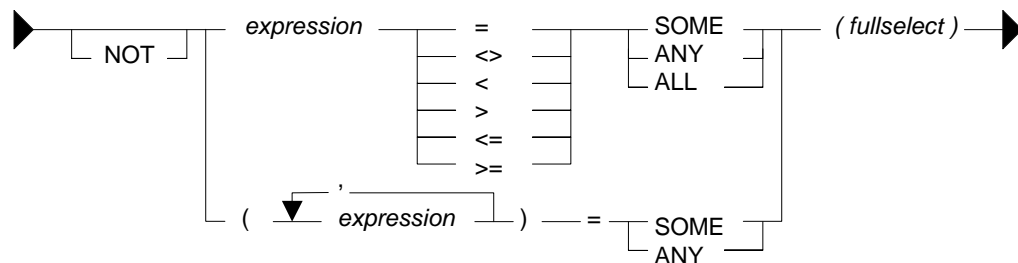 expression = SOME ( fullselect )
NOT <> ANY
< ALL
>
<=
>=
,
( expression ) = SOME
ANY